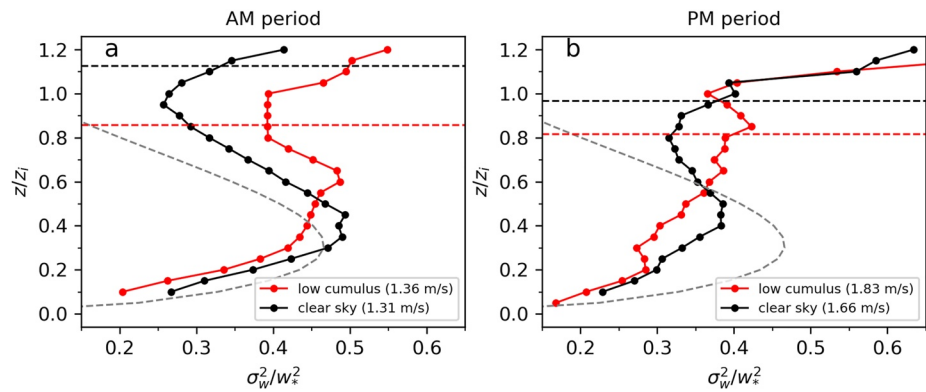 AM period
a
1.2
1.0
0.8
0.6
0.4
0.2
0.0
z/z_i
0.2 0.3 0.4 0.5 0.6
σ_w^2/w_*^2
low cumulus (1.36 m/s)
clear sky (1.31 m/s)
PM period
b
1.2
1.0
0.8
0.6
0.4
0.2
0.0
z/z_i
0.2 0.3 0.4 0.5 0.6
σ_w^2/w_*^2
low cumulus (1.83 m/s)
clear sky (1.66 m/s)